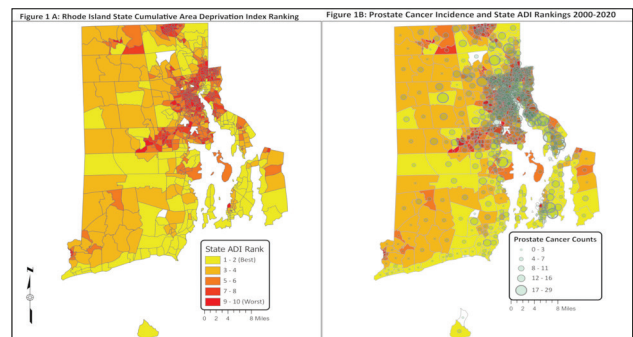 Figure 1 A: Rhode Island State Cumulative Area Deprivation Index Ranking
Figure 1B: Prostate Cancer Incidence and State ADI Rankings 2000-2020
State ADI Rank
1 - 2 (Best)
3 - 4
5 - 6
7 - 8
9 - 10 (Worst)
0 2 4 8 Miles
N
Prostate Cancer Counts
0 - 3
4 - 7
8 - 11
12 - 16
17 - 29
0 2 4 8 Miles